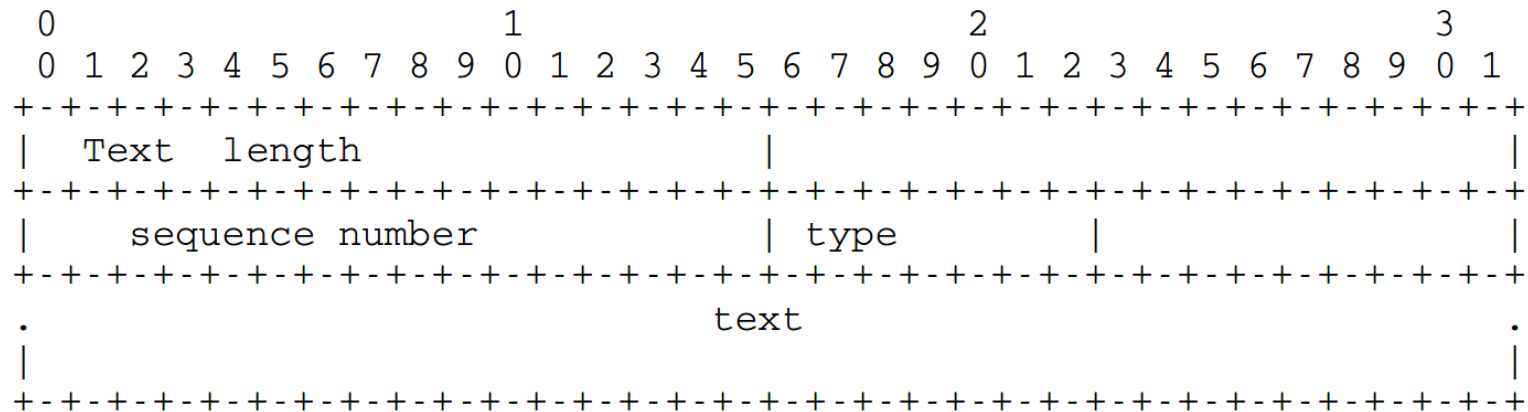 0                   1                   2                   3
 0 1 2 3 4 5 6 7 8 9 0 1 2 3 4 5 6 7 8 9 0 1 2 3 4 5 6 7 8 9 0 1
+-+-+-+-+-+-+-+-+-+-+-+-+-+-+-+-+-+-+-+-+-+-+-+-+-+-+-+-+-+-+-+-+
|  Text  length                 |                               |
+-+-+-+-+-+-+-+-+-+-+-+-+-+-+-+-+-+-+-+-+-+-+-+-+-+-+-+-+-+-+-+-+
|    sequence number            | type        |                 |
+-+-+-+-+-+-+-+-+-+-+-+-+-+-+-+-+-+-+-+-+-+-+-+-+-+-+-+-+-+-+-+-+
.                             text                              .
|                                                               |
+-+-+-+-+-+-+-+-+-+-+-+-+-+-+-+-+-+-+-+-+-+-+-+-+-+-+-+-+-+-+-+-+